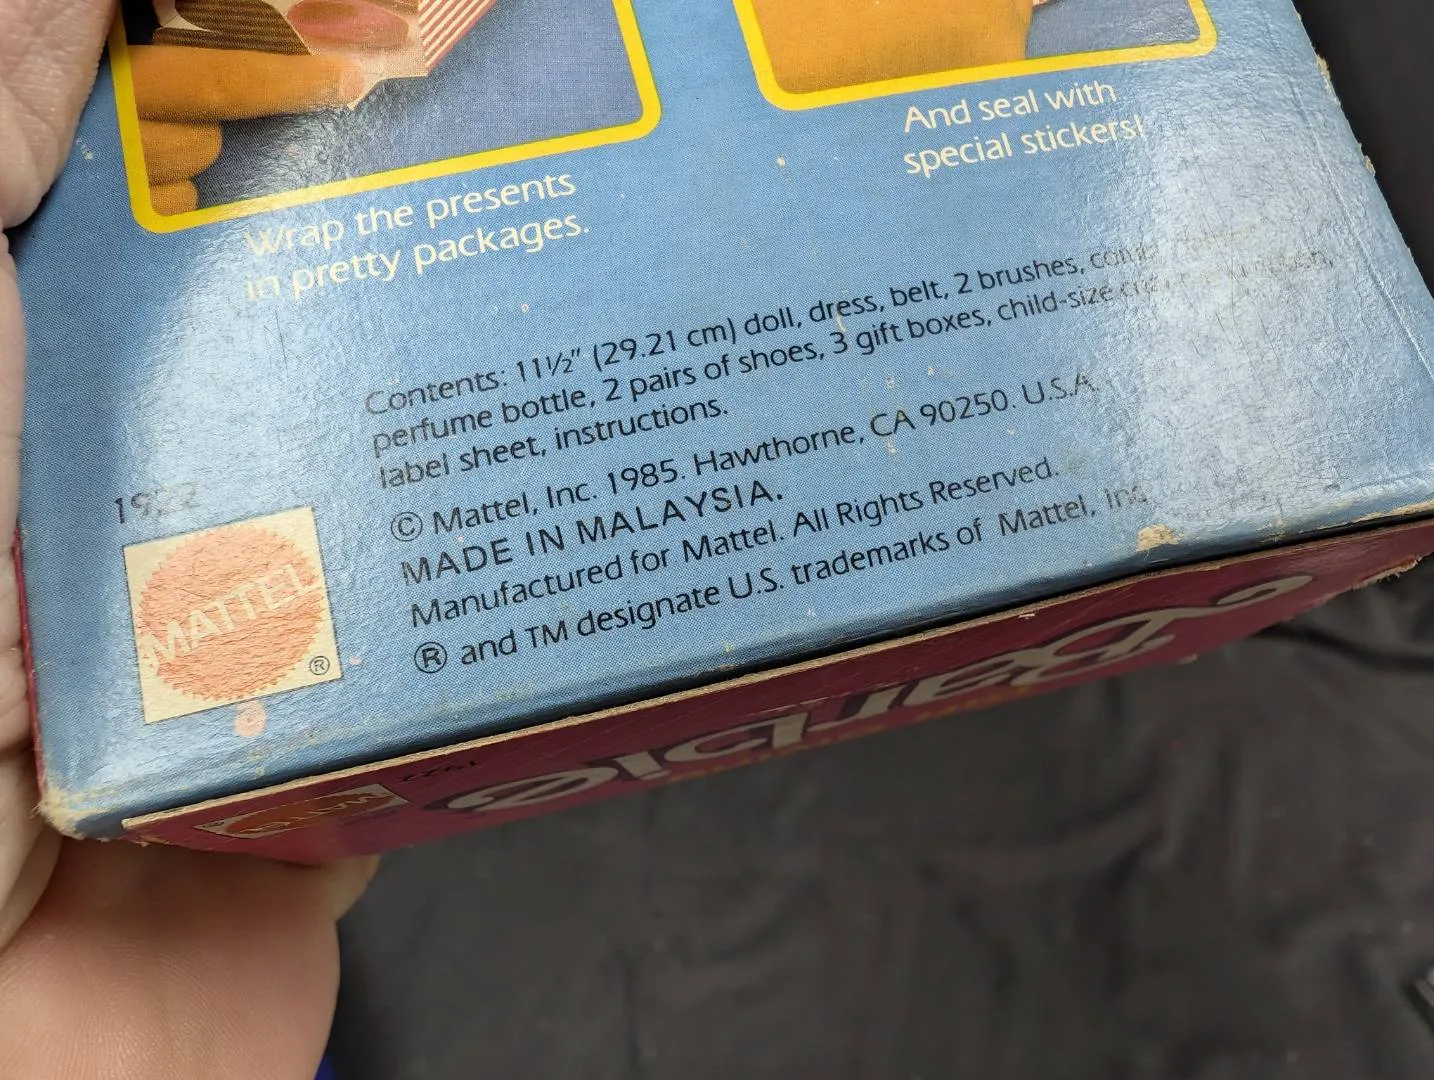 Wrap the presents
in pretty packages.
And seal with
special stickers!
Contents: 11½" (29.21 cm) doll, dress, belt, 2 brushes,
perfume bottle, 2 pairs of shoes, 3 gift boxes, child-size
label sheet, instructions.
© Mattel, Inc. 1985. Hawthorne, CA 90250. U.S.A.
MADE IN MALAYSIA.
Manufactured for Mattel. All Rights Reserved.
® and TM designate U.S. trademarks of Mattel, Inc.
1922
MATTEL
®
Barbie
1922
MATTEL